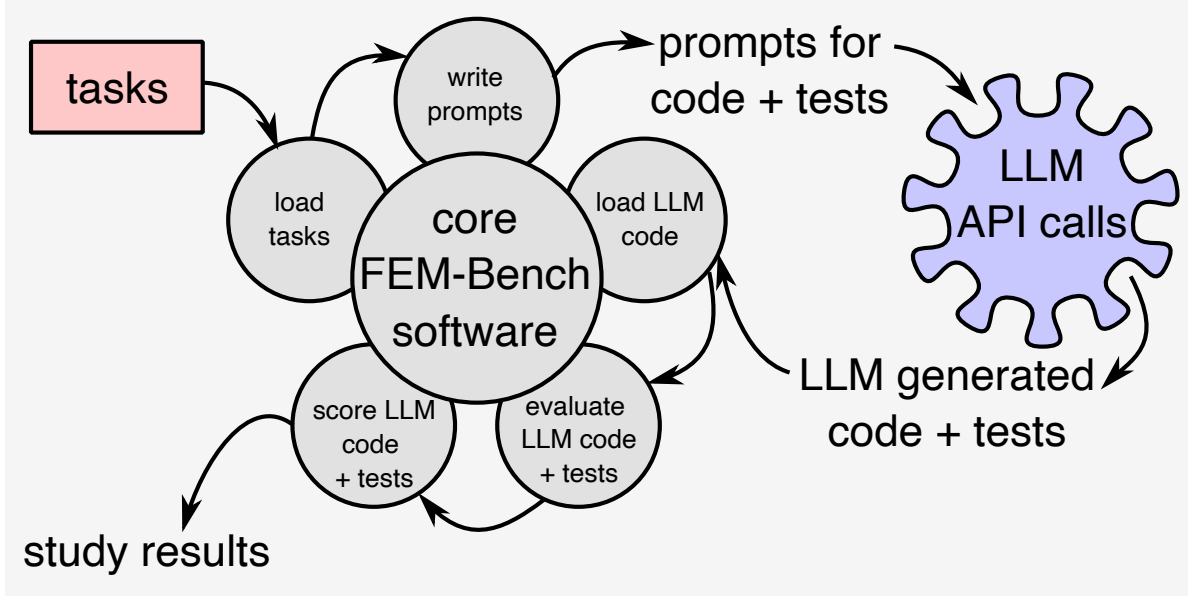 tasks
load
tasks
write
prompts
prompts for
code + tests
LLM
API calls
LLM generated
code + tests
load LLM
code
core
FEM-Bench
software
evaluate
LLM code
+ tests
score LLM
code
+ tests
study results